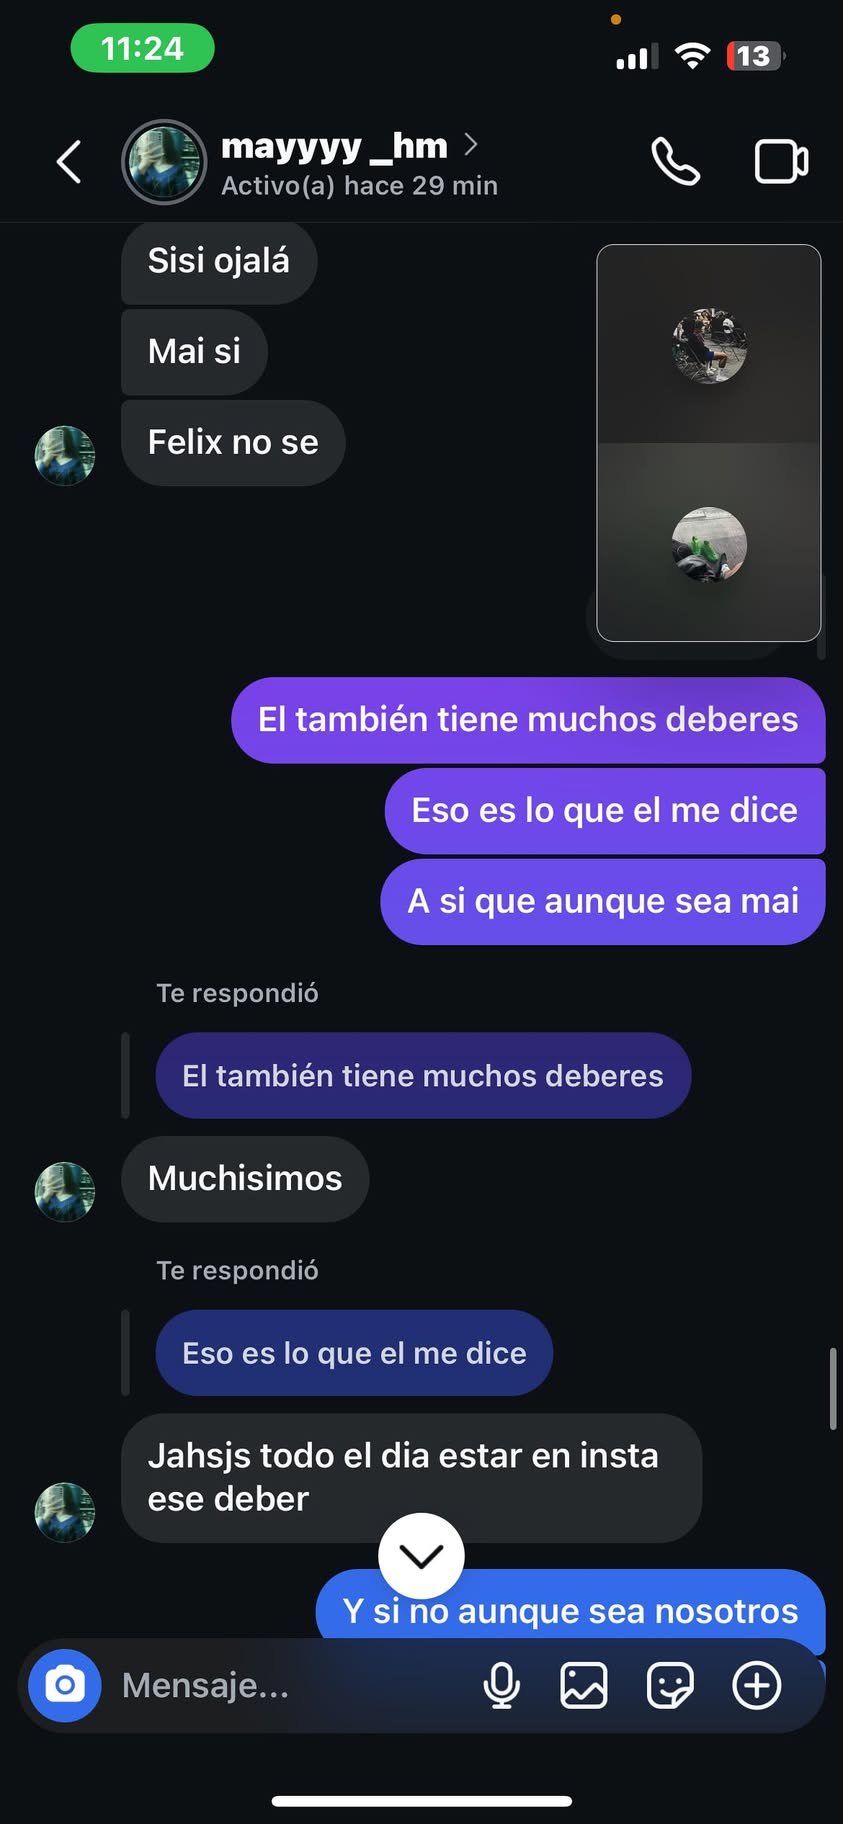 11:24
13
mayyyy _hm
Activo(a) hace 29 min
Sisi ojalá
Mai si
Felix no se
El también tiene muchos deberes
Eso es lo que el me dice
A si que aunque sea mai
Te respondió
El también tiene muchos deberes
Muchisimos
Te respondió
Eso es lo que el me dice
Jahsjs todo el dia estar en insta
ese deber
Y si no aunque sea nosotros
Mensaje...